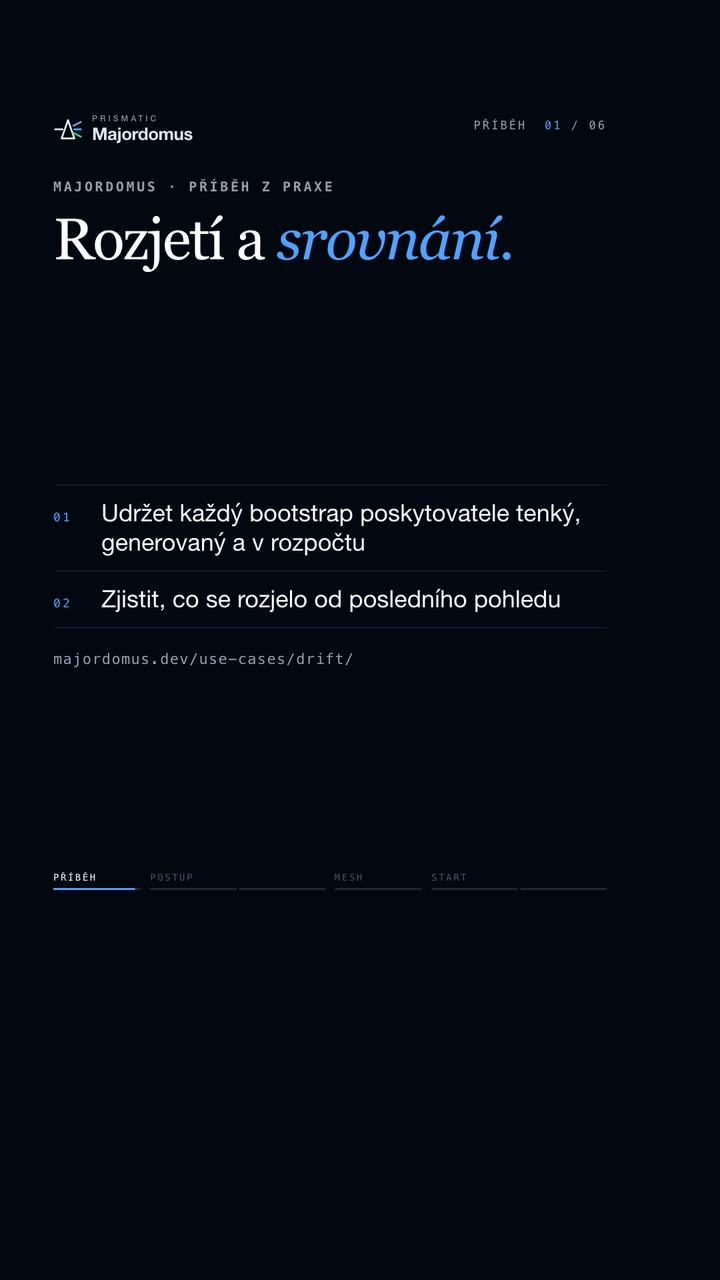 PRISMATIC
Majordomus
PŘÍBĚH 01 / 06
MAJORDOMUS · PŘÍBĚH Z PRAXE
Rozjetí a srovnání.
01 Udržet každý bootstrap poskytovatele tenký,
generovaný a v rozpočtu
02 Zjistit, co se rozjelo od posledního pohledu
majordomus.dev/use-cases/drift/
PŘÍBĚH POSTUP MESH START